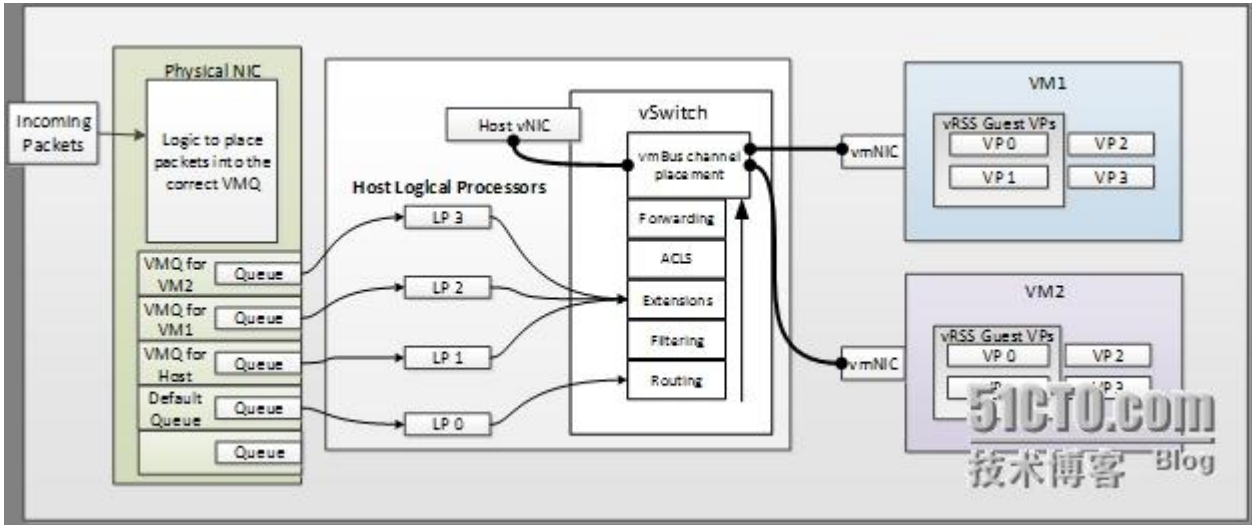 Incoming
Packets
Physical NIC
Logic to place
packets into the
correct VMQ
VMQ for
VM2
Queue
VMQ for
VM1
Queue
VMQ for
Host
Queue
Default
Queue
Queue
Queue
Host vNIC
Host Logical Processors
LP 3
LP 2
LP 1
LP 0
vSwitch
vmBus channel
placement
Forwarding
ACLS
Extensions
Filtering
Routing
vmNIC
vmNIC
VM1
vRSS Guest VPs
VP 0
VP 1
VP 2
VP 3
VM2
vRSS Guest VPs
VP 0
VP 2
VP 3
51CTO.com
技术博客 Blog